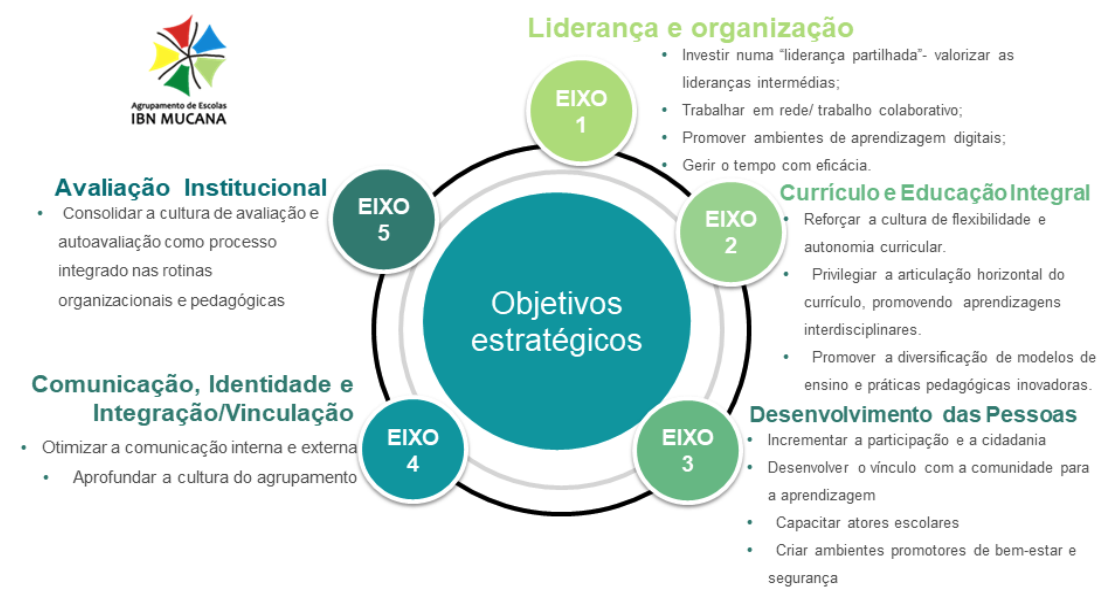 Agrupamento de Escolas
IBN MUCANA
Liderança e organização
• Investir numa “liderança partilhada”- valorizar as
lideranças intermédias;
• Trabalhar em rede/ trabalho colaborativo;
• Promover ambientes de aprendizagem digitais;
• Gerir o tempo com eficácia.
EIXO
1
Currículo e Educação Integral
• Reforçar a cultura de flexibilidade e
autonomia curricular.
• Privilegiar a articulação horizontal do
currículo, promovendo aprendizagens
interdisciplinares.
• Promover a diversificação de modelos de
ensino e práticas pedagógicas inovadoras.
EIXO
2
Desenvolvimento das Pessoas
• Incrementar a participação e a cidadania
• Desenvolver o vínculo com a comunidade para
a aprendizagem
• Capacitar atores escolares
• Criar ambientes promotores de bem-estar e
segurança
EIXO
3
Comunicação, Identidade e
Integração/Vinculação
• Otimizar a comunicação interna e externa
• Aprofundar a cultura do agrupamento
EIXO
4
Avaliação Institucional
• Consolidar a cultura de avaliação e
autoavaliação como processo
integrado nas rotinas
organizacionais e pedagógicas
EIXO
5
Objetivos
estratégicos